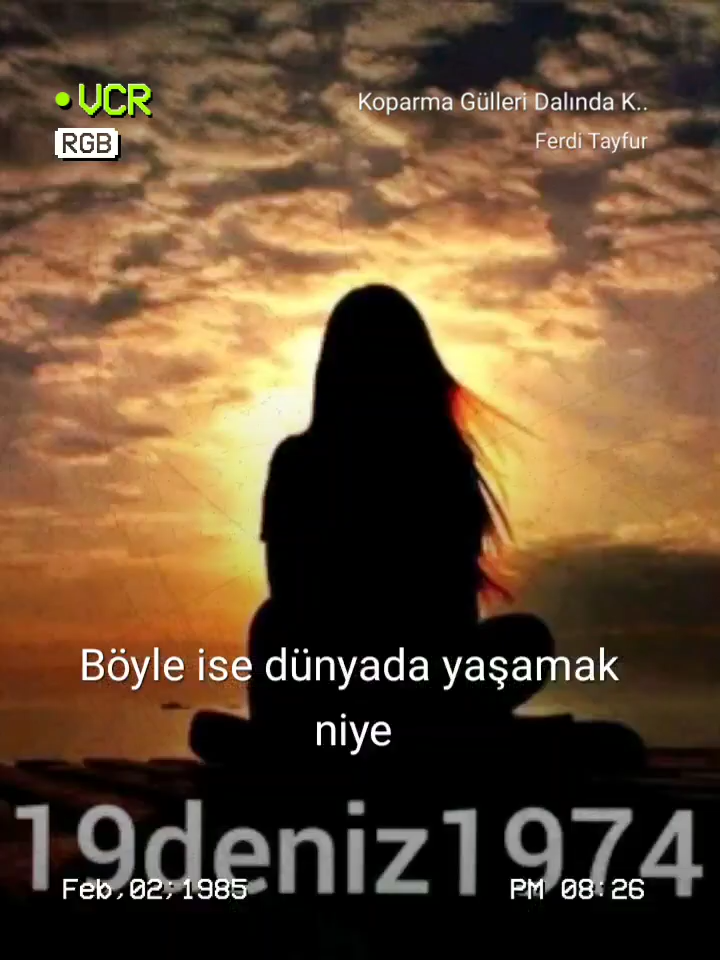 • VCR
RGB
Koparma Gülleri Dalında K..
Ferdi Tayfur
Böyle ise dünyada yaşamak
niye
19deniz1974
Feb,02,1985
PM 08:26